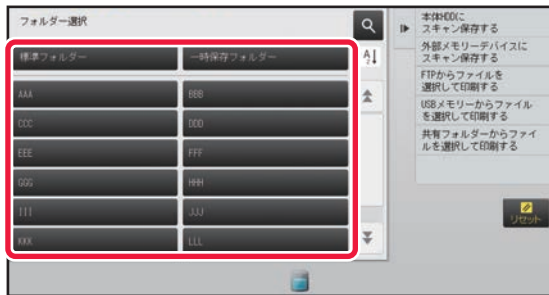 フォルダー選択
標準フォルダー
一時保存フォルダー
AAA
BBB
CCC
DDD
EEE
FFF
GGG
HHH
III
JJJ
KKK
LLL
A
Z
本体HDDに
スキャン保存する
外部メモリーデバイスに
スキャン保存する
FTPからファイルを
選択して印刷する
USBメモリーからファイル
を選択して印刷する
共有フォルダーからファイ
ルを選択して印刷する
リセット